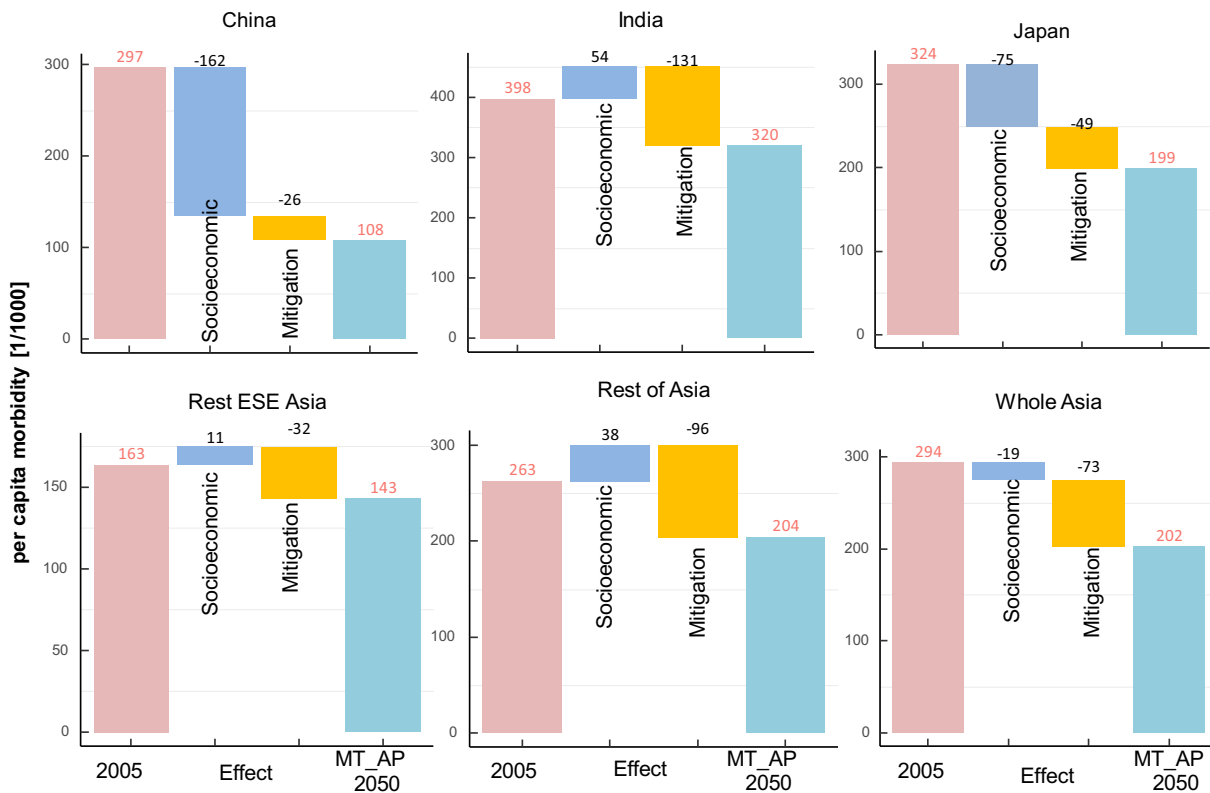 per capita morbidity [1/1000]
China
300
200
100
0
297
-162
-26
108
Socioeconomic
Mitigation
India
400
300
200
100
0
398
54
-131
320
Socioeconomic
Mitigation
Japan
300
200
100
0
324
-75
-49
199
Socioeconomic
Mitigation
Rest ESE Asia
150
100
50
0
163
11
-32
143
Socioeconomic
Mitigation
2005
Effect
MT_AP
2050
Rest of Asia
300
200
100
0
263
38
-96
204
Socioeconomic
Mitigation
2005
Effect
MT_AP
2050
Whole Asia
300
200
100
0
294
-19
-73
202
Socioeconomic
Mitigation
2005
Effect
MT_AP
2050